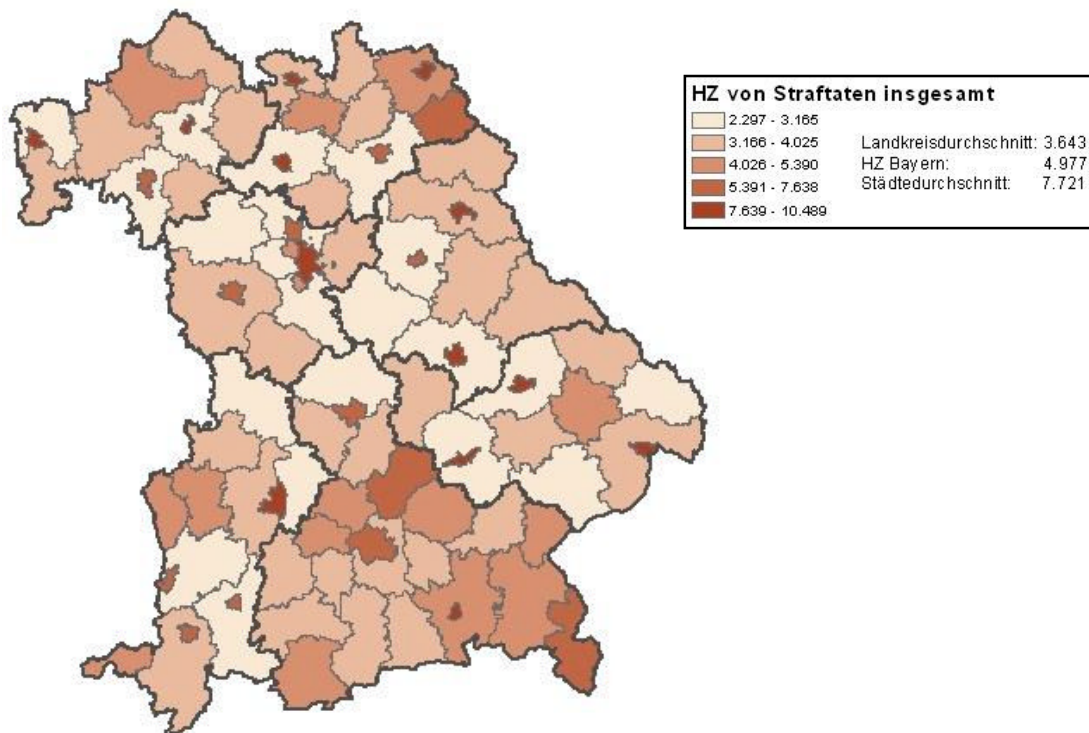 HZ von Straftaten insgesamt
2.297 - 3.165
3.166 - 4.025
4.026 - 5.390
5.391 - 7.638
7.639 - 10.489
Landkreisdurchschnitt: 3.643
HZ Bayern: 4.977
Städtedurchschnitt: 7.721